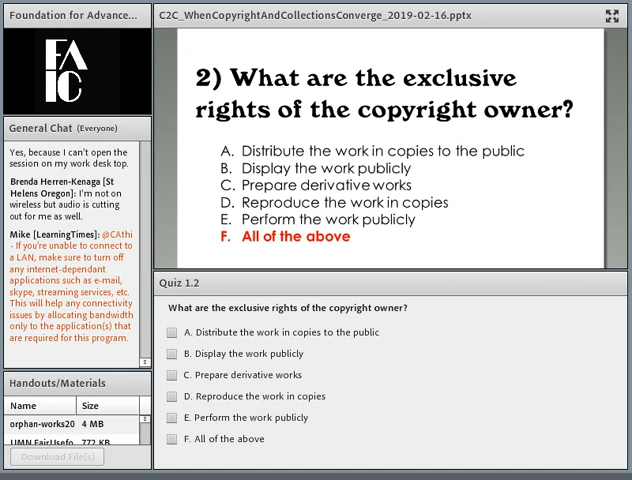 Foundation for Advance...
FA
IC
General Chat (Everyone)
Yes, because I can't open the
session on my work desk top.
Brenda Herren-Kenaga [St
Helens Oregon]: I'm not on
wireless but audio is cutting
out for me as well.
Mike [LearningTimes]: @CAthi
- If you're unable to connect to
a LAN, make sure to turn off
any internet-dependant
applications such as e-mail,
skype, streaming services, etc.
This will help any connectivity
issues by allocating bandwidth
only to the application(s) that
are required for this program.
Handouts/Materials
Name Size
orphan-works20 4 MB
UMN FairUsefo 772 KB
Download File(s)
C2C_WhenCopyrightAndCollectionsConverge_2019-02-16.pptx
2) What are the exclusive
rights of the copyright owner?
A. Distribute the work in copies to the public
B. Display the work publicly
C. Prepare derivative works
D. Reproduce the work in copies
E. Perform the work publicly
F. All of the above
Quiz 1.2
What are the exclusive rights of the copyright owner?
A. Distribute the work in copies to the public
B. Display the work publicly
C. Prepare derivative works
D. Reproduce the work in copies
E. Perform the work publicly
F. All of the above